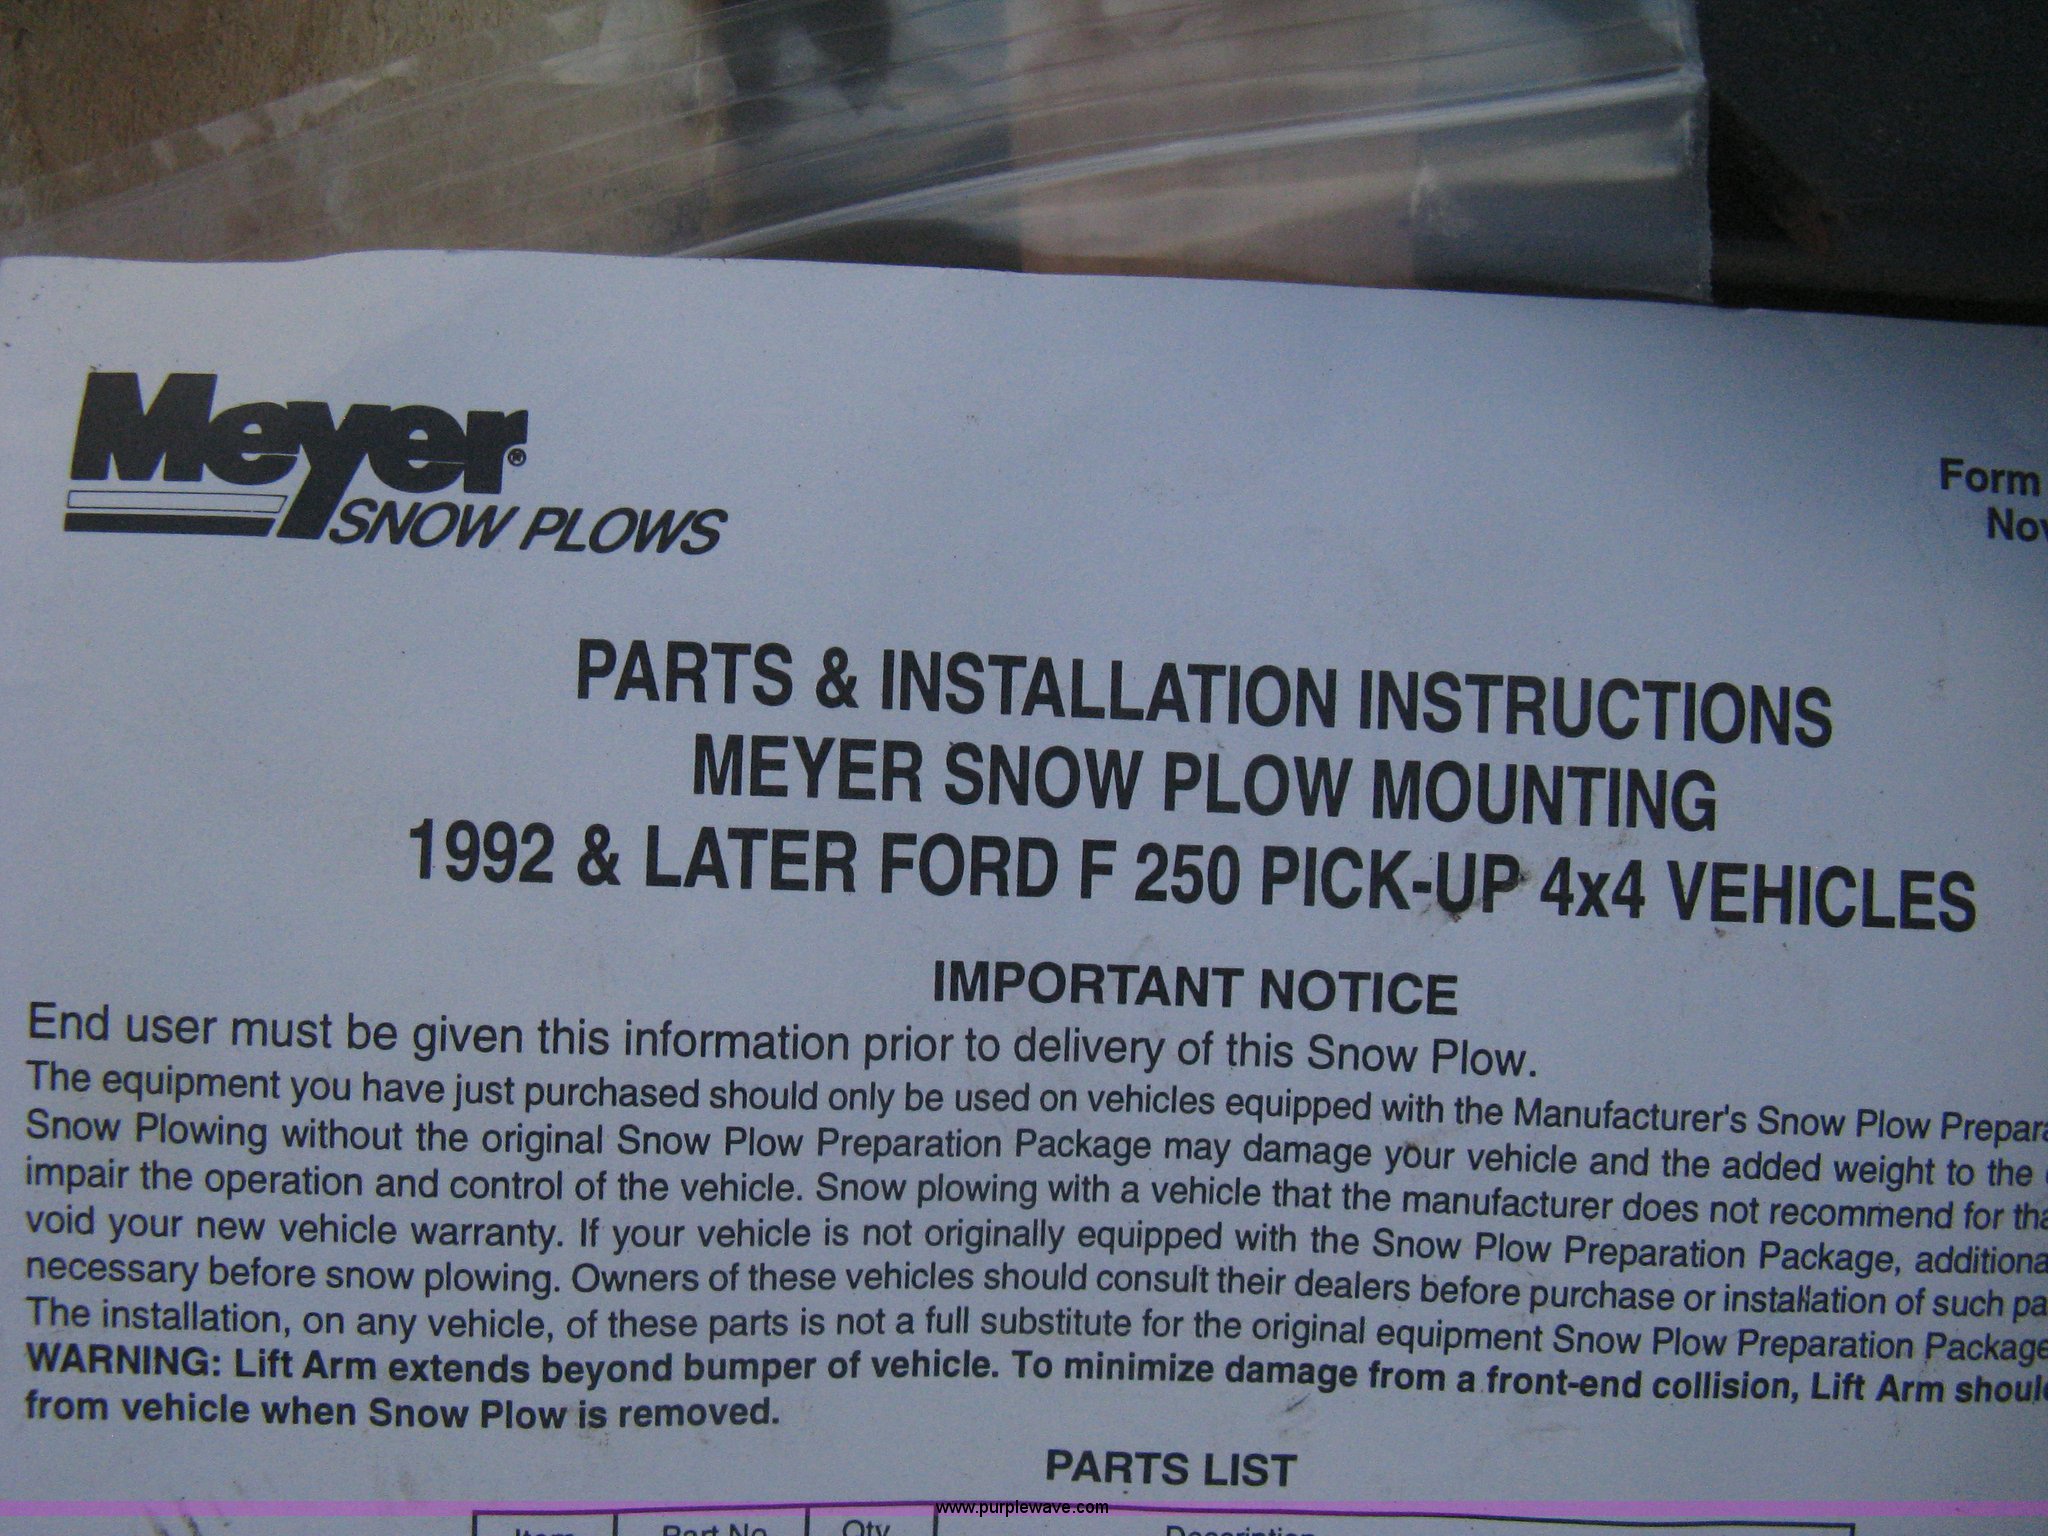 Meyer®
SNOW PLOWS
Form
PARTS & INSTALLATION INSTRUCTIONS
MEYER SNOW PLOW MOUNTING
1992 & LATER FORD F 250 PICK-UP 4x4 VEHICLES
IMPORTANT NOTICE
End user must be given this information prior to delivery of this Snow Plow.
The equipment you have just purchased should only be used on vehicles equipped with the Manufacturer's Snow Plow
Snow Plowing without the original Snow Plow Preparation Package may damage your vehicle and the added weight to the
impair the operation and control of the vehicle. Snow plowing with a vehicle that the manufacturer does not recommend for
void your new vehicle warranty. If your vehicle is not originally equipped with the Snow Plow Preparation Package,
necessary before snow plowing. Owners of these vehicles should consult their dealers before purchase or installation of such
The installation, on any vehicle, of these parts is not a full substitute for the original equipment Snow Plow Preparation Package
WARNING: Lift Arm extends beyond bumper of vehicle. To minimize damage from a front-end collision, Lift Arm
from vehicle when Snow Plow is removed.
PARTS LIST
www.purplewave.com
Item Part No. Qty. Description